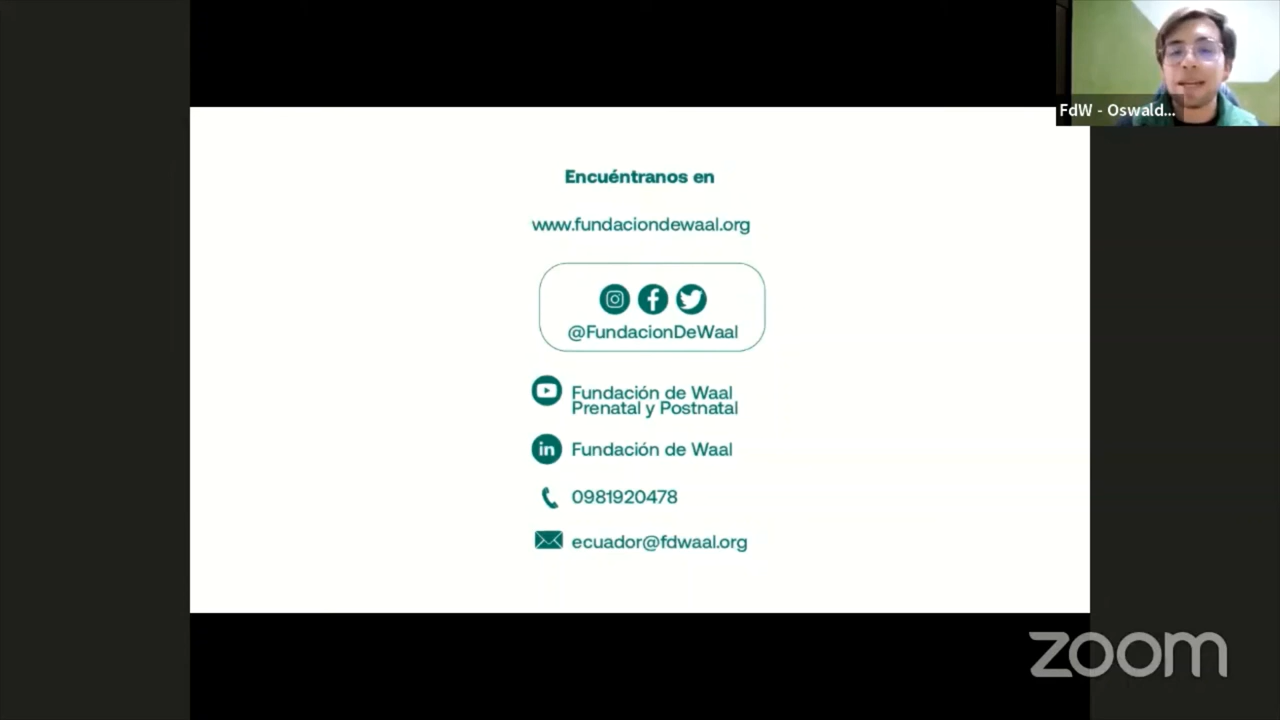 FdW - Oswald...
Encuéntranos en
www.fundaciondewaal.org
@FundacionDeWaal
Fundación de Waal
Prenatal y Postnatal
in Fundación de Waal
0981920478
ecuador@fdwaal.org
zoom